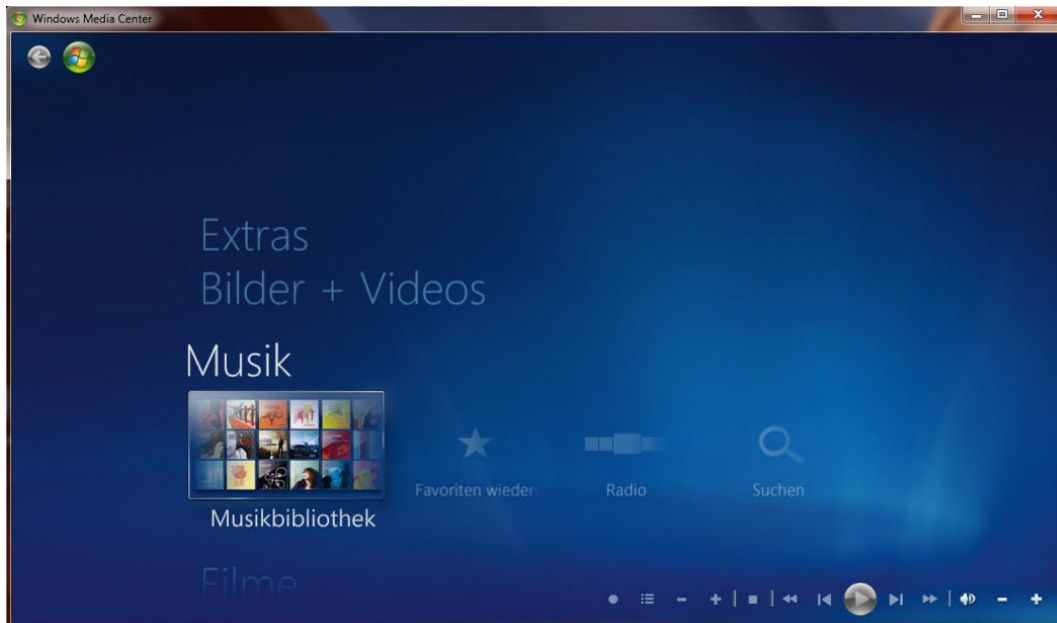 Windows Media Center
Extras
Bilder + Videos
Musik
Favoriten wieder
Radio
Suchen
Musikbibliothek
Filme